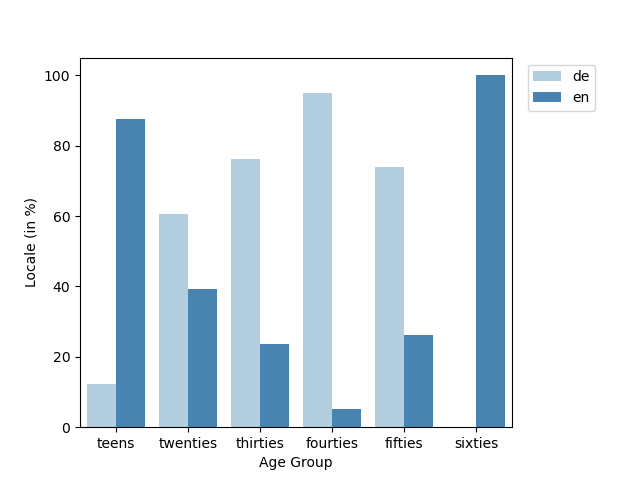 de
en
100
80
60
40
20
0
Locale (in %)
teens twenties thirties fourties fifties sixties
Age Group